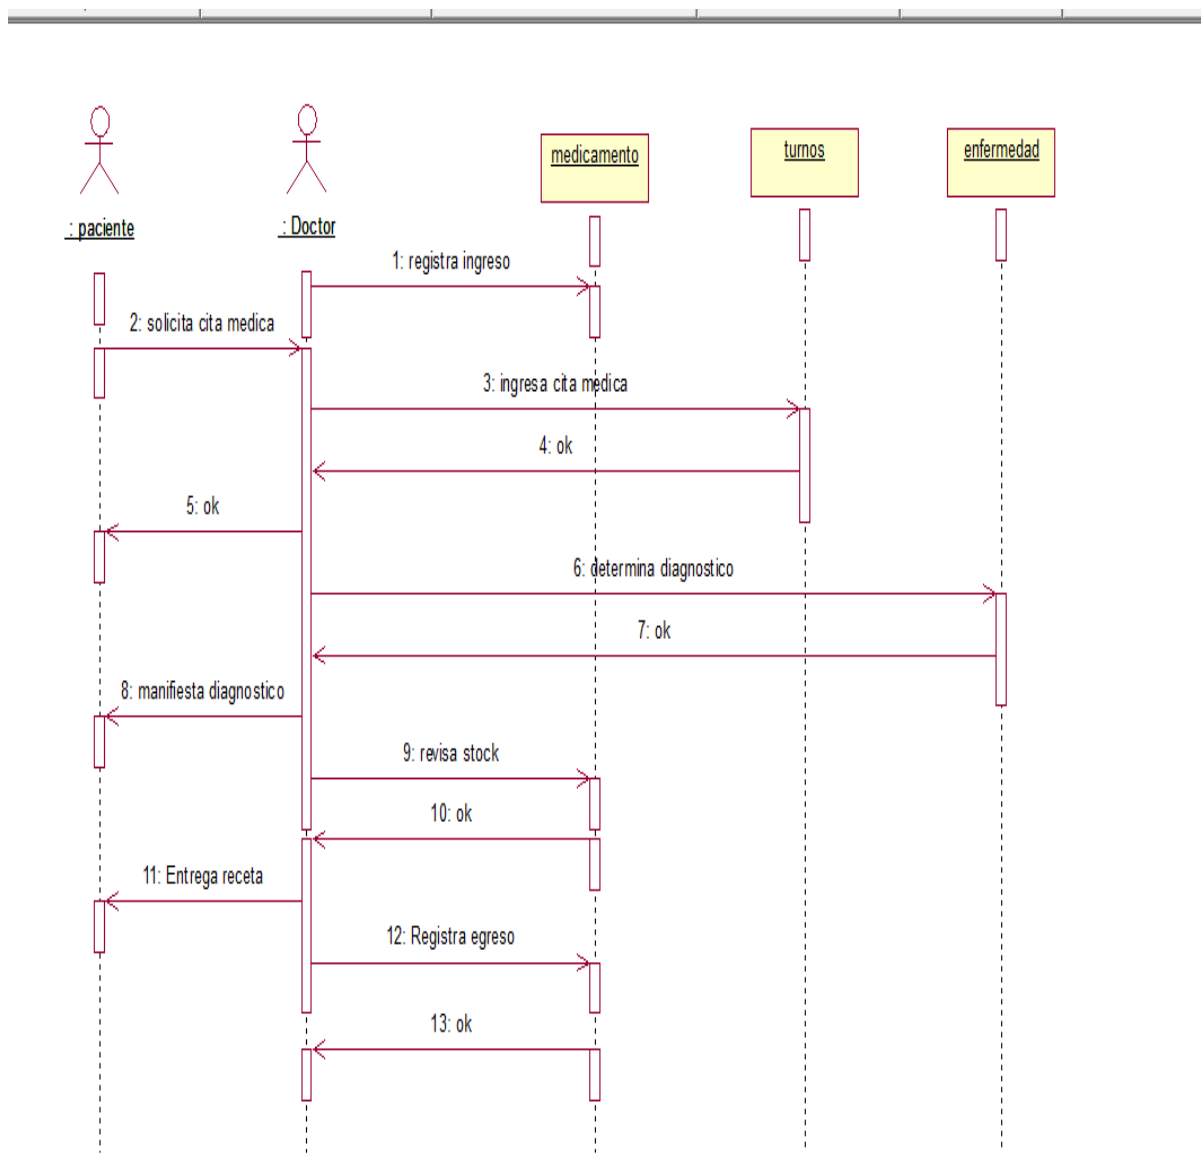 : paciente
: Doctor
medicamento
turnos
enfermedad
1: registra ingreso
2: solicita cita medica
3: ingresa cita medica
4: ok
5: ok
6: determina diagnostico
7: ok
8: manifiesta diagnostico
9: revisa stock
10: ok
11: Entrega receta
12: Registra egreso
13: ok